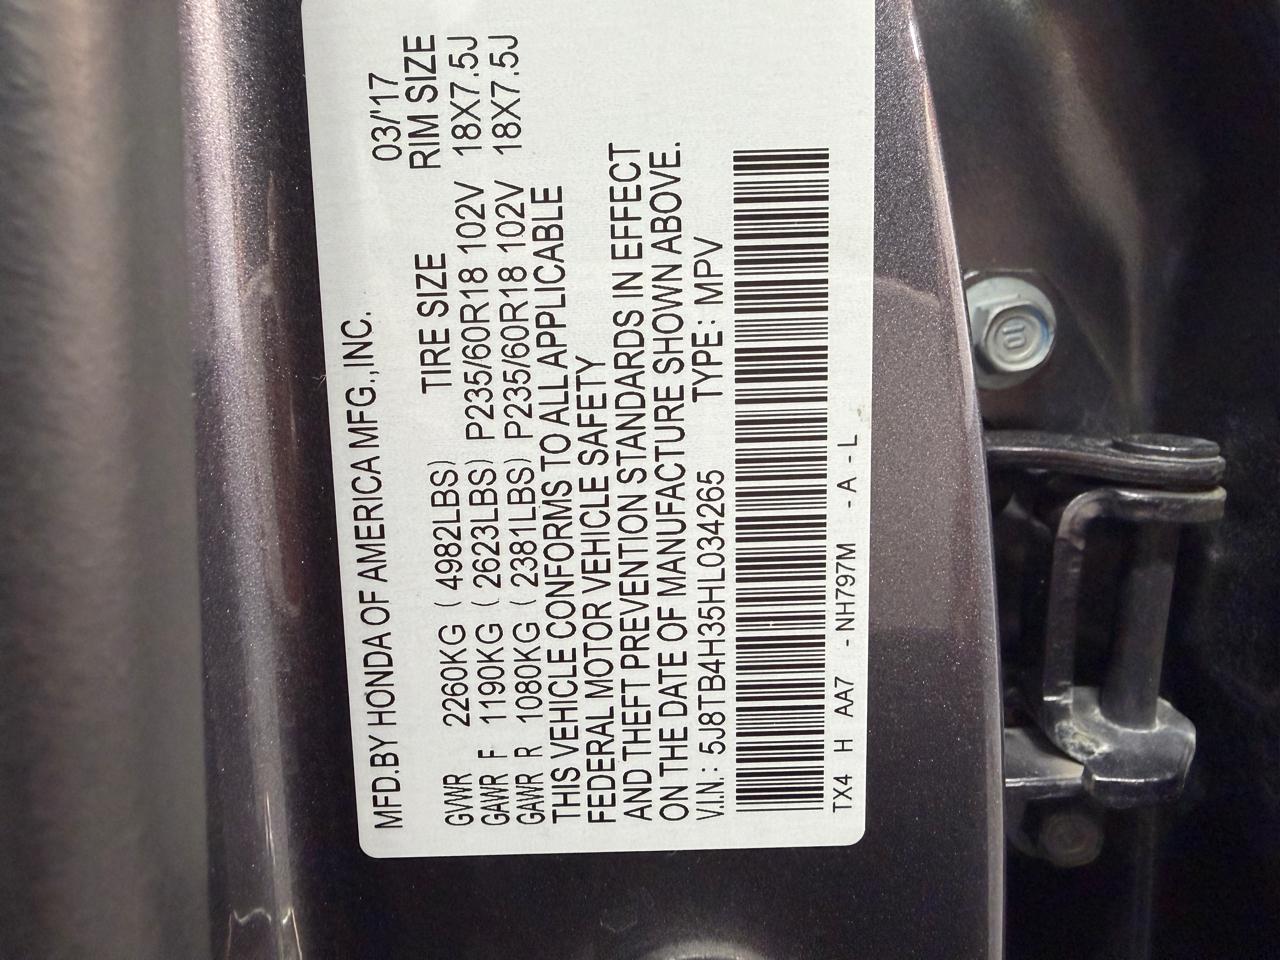 MFD.BY HONDA OF AMERICA MFG.,INC. 03/'17
TIRE SIZE RIM SIZE
GVWR 2260KG ( 4982LBS)
GAWR F 1190KG ( 2623LBS) P235/60R18 102V 18X7.5J
GAWR R 1080KG ( 2381LBS) P235/60R18 102V 18X7.5J
THIS VEHICLE CONFORMS TO ALL APPLICABLE
FEDERAL MOTOR VEHICLE SAFETY
AND THEFT PREVENTION STANDARDS IN EFFECT
ON THE DATE OF MANUFACTURE SHOWN ABOVE.
V.I.N.: 5J8TB4H35HL034265 TYPE: MPV
TX4 H AA7 - NH797M - A - L